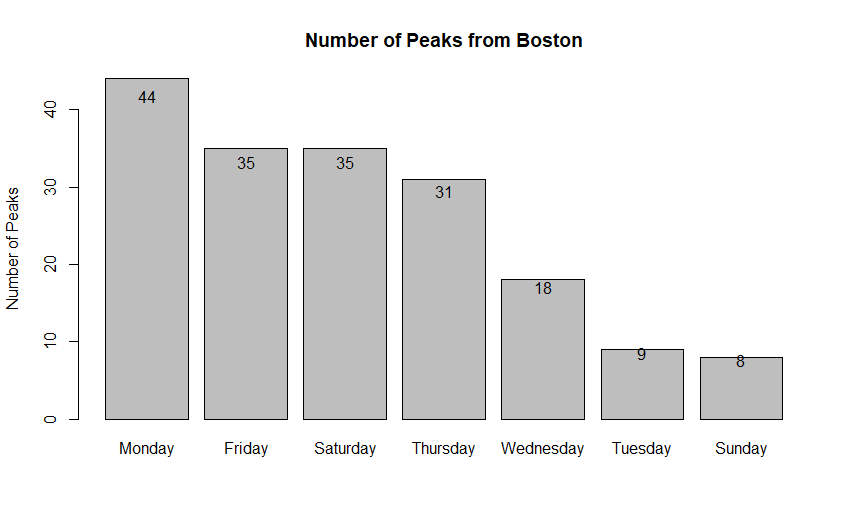 Number of Peaks from Boston
Number of Peaks
40
30
20
10
0
44
35
35
31
18
9
8
Monday
Friday
Saturday
Thursday
Wednesday
Tuesday
Sunday